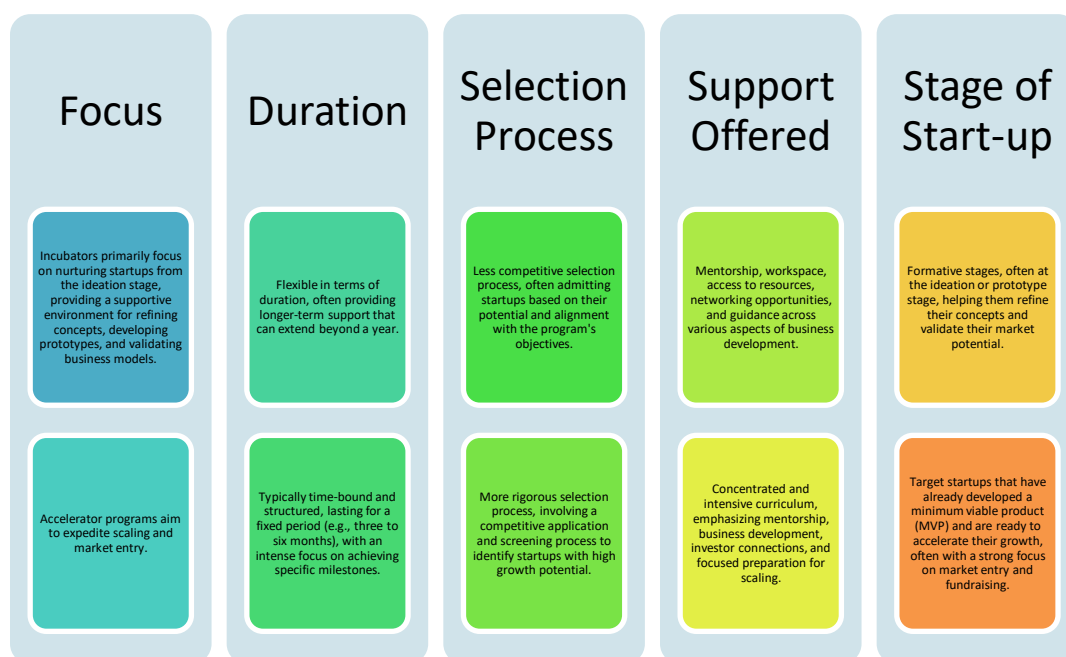 Focus
Incubators primarily focus
on nurturing startups from
the ideation stage,
providing a supportive
environment for refining
concepts, developing
prototypes, and validating
business models.
Accelerator programs aim
to expedite scaling and
market entry.
Duration
Flexible in terms of
duration, often providing
longer-term support that
can extend beyond a year.
Typically time-bound and
structured, lasting for a
fixed period (e.g., three to
six months), with an
intense focus on achieving
specific milestones.
Selection
Process
Less competitive selection
process, often admitting
startups based on their
potential and alignment
with the program's
objectives.
More rigorous selection
process, involving a
competitive application
and screening process to
identify startups with high
growth potential.
Support
Offered
Mentorship, workspace,
access to resources,
networking opportunities,
and guidance across
various aspects of business
development.
Concentrated and
intensive curriculum,
emphasizing mentorship,
business development,
investor connections, and
focused preparation for
scaling.
Stage of
Start-up
Formative stages, often at
the ideation or prototype
stage, helping them refine
their concepts and
validate their market
potential.
Target startups that have
already developed a
minimum viable product
(MVP) and are ready to
accelerate their growth,
often with a strong focus
on market entry and
fundraising.